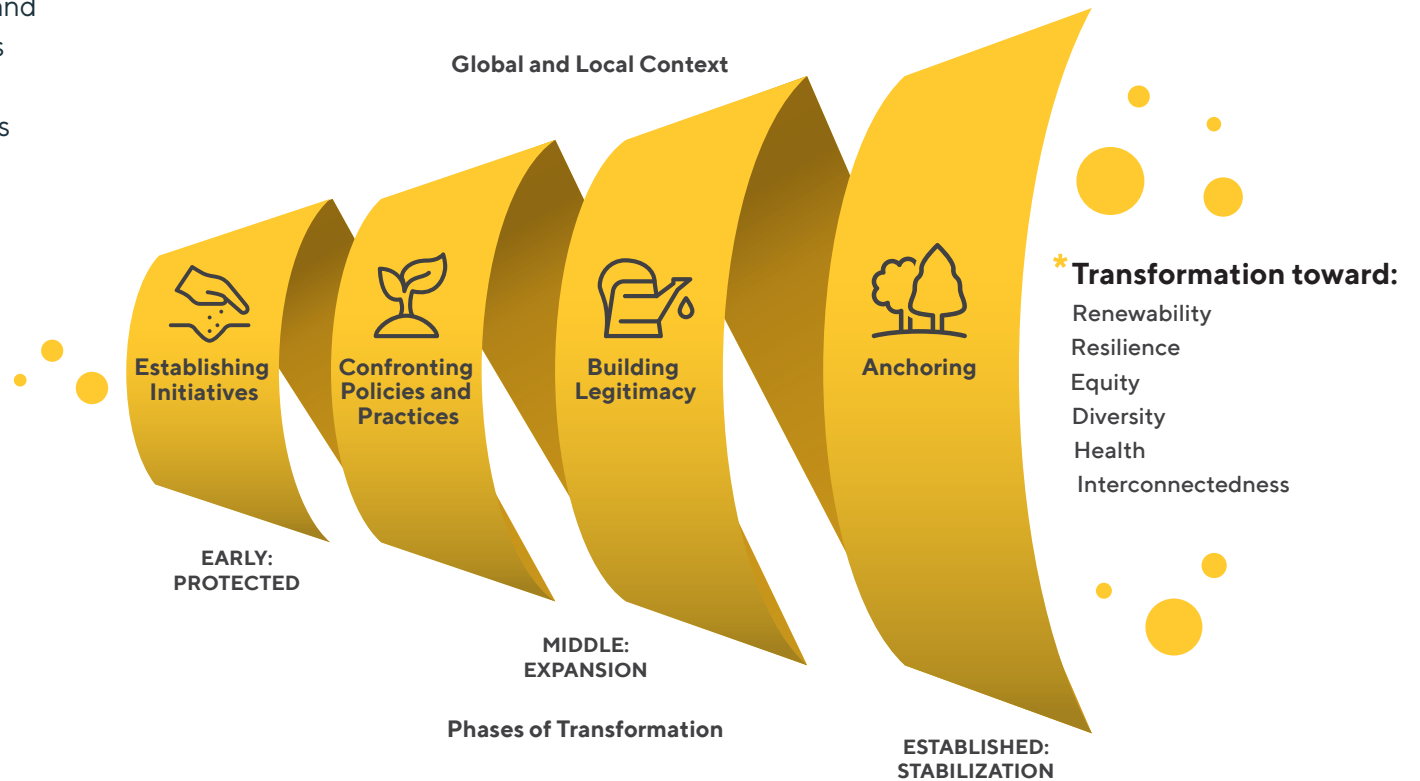 and
s
s
Global and Local Context
Establishing
Initiatives
Confronting
Policies and
Practices
Building
Legitimacy
Anchoring
*Transformation toward:
Renewability
Resilience
Equity
Diversity
Health
Interconnectedness
EARLY:
PROTECTED
MIDDLE:
EXPANSION
Phases of Transformation
ESTABLISHED:
STABILIZATION